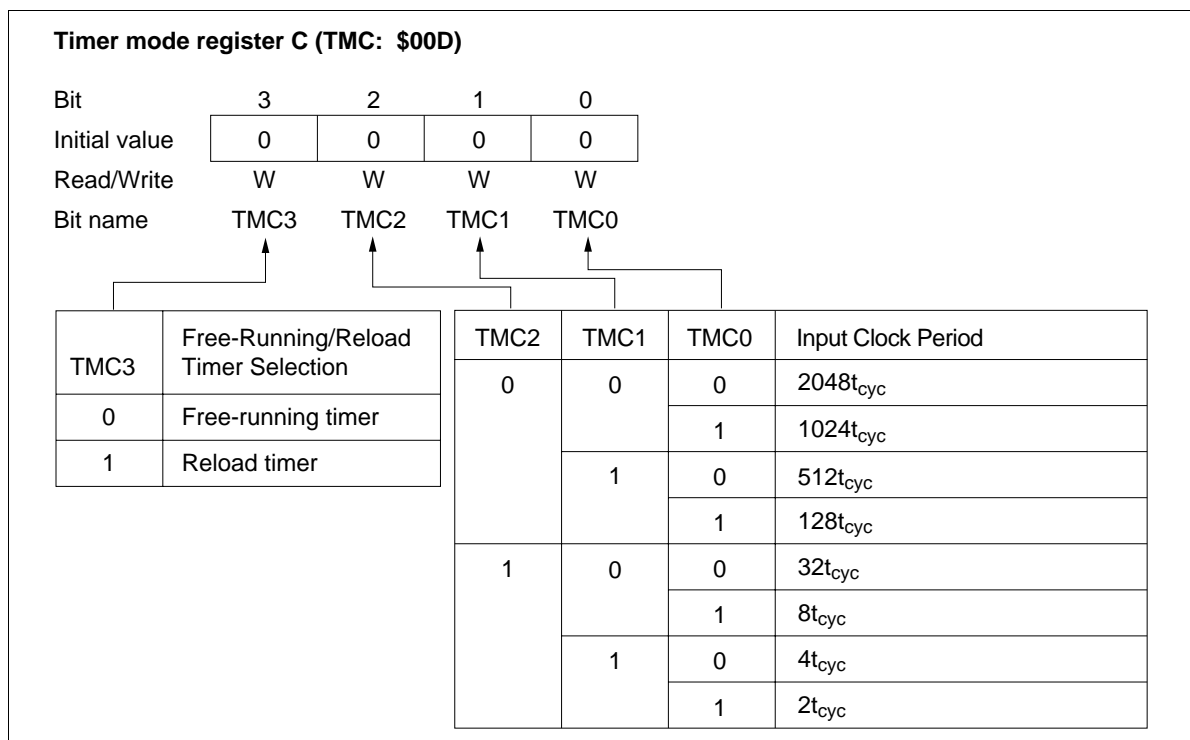 Timer mode register C (TMC: $00D)
Bit 3 2 1 0
Initial value 0 0 0 0
Read/Write W W W W
Bit name TMC3 TMC2 TMC1 TMC0
TMC3 Free-Running/Reload
Timer Selection
0 Free-running timer
1 Reload timer
TMC2 TMC1 TMC0 Input Clock Period
0 0 0 2048tcyc
1 1024tcyc
1 0 512tcyc
1 128tcyc
1 0 0 32tcyc
1 8tcyc
1 0 4tcyc
1 2tcyc